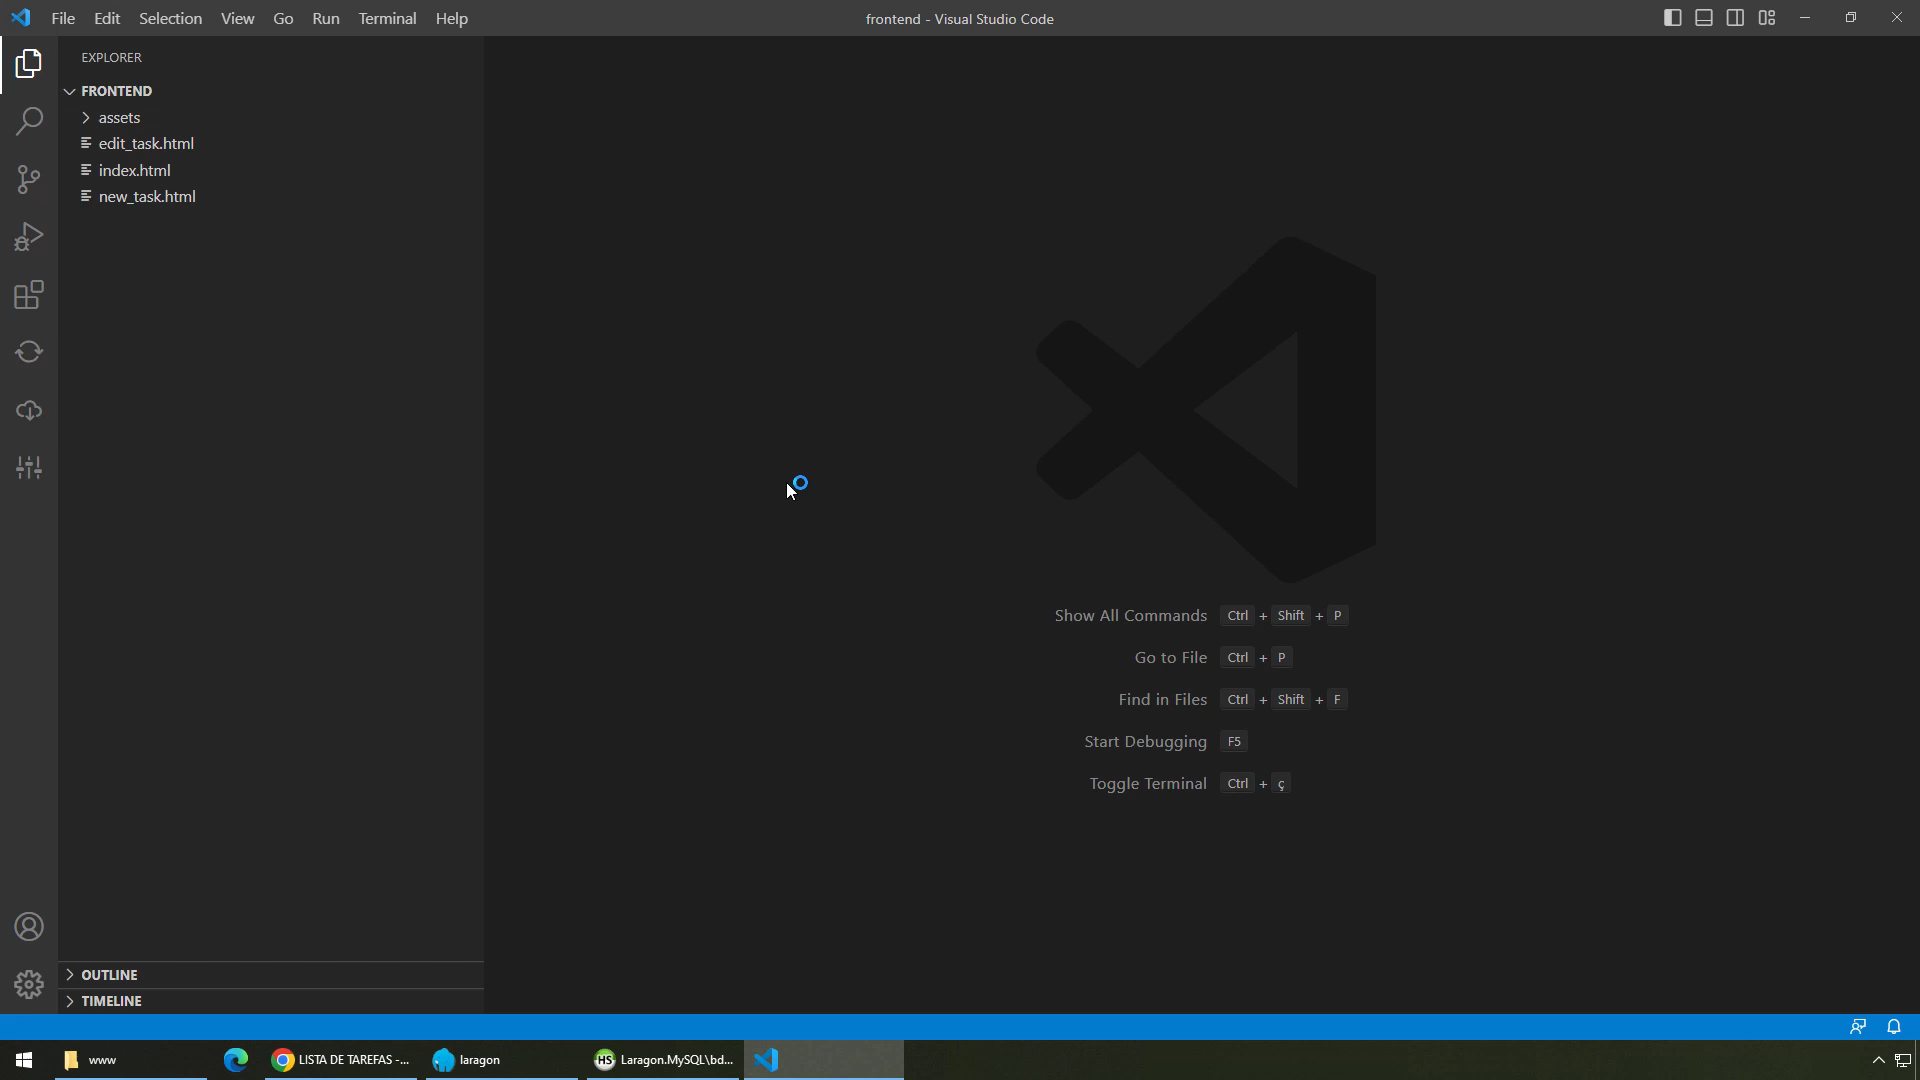 File Edit Selection View Go Run Terminal Help
frontend - Visual Studio Code
EXPLORER
FRONTEND
assets
edit_task.html
index.html
new_task.html
Show All Commands Ctrl + Shift + P
Go to File Ctrl + P
Find in Files Ctrl + Shift + F
Start Debugging F5
Toggle Terminal Ctrl + ç
OUTLINE
TIMELINE
www
LISTA DE TAREFAS -...
laragon
HS
Laragon.MySQL\bd...